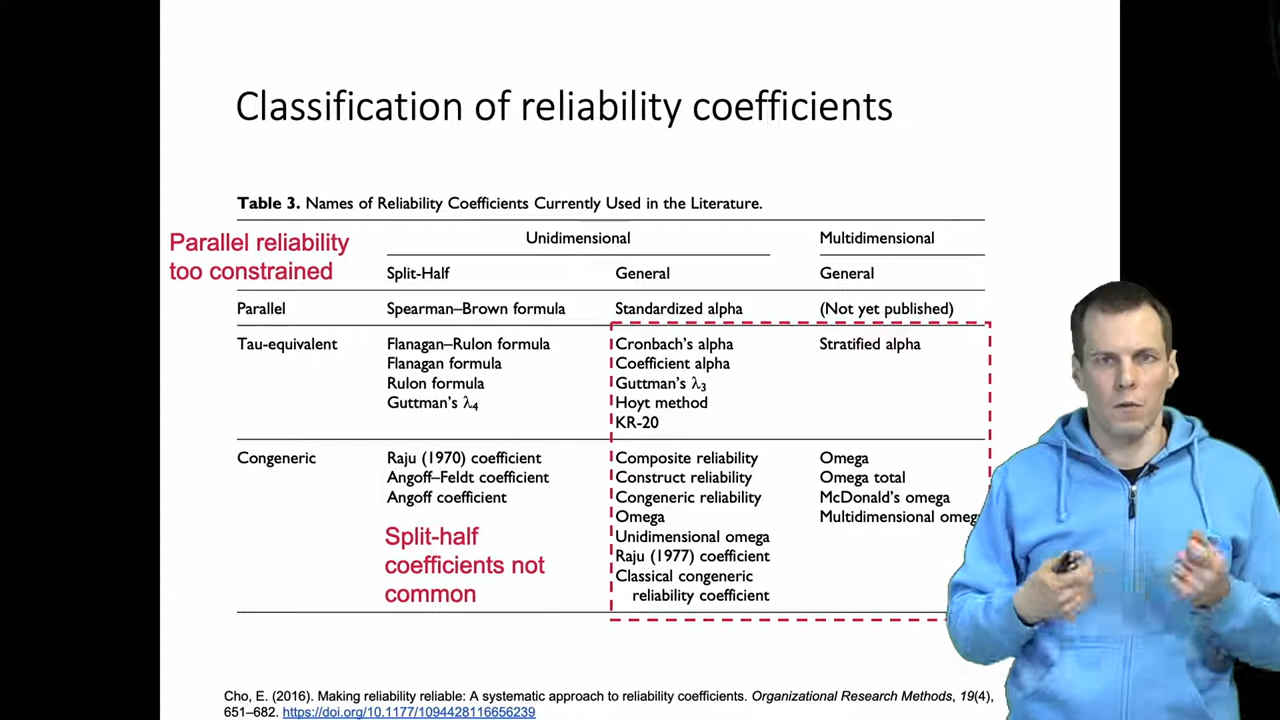 Classification of reliability coefficients
Table 3. Names of Reliability Coefficients Currently Used in the Literature.
Parallel reliability
too constrained
Unidimensional Multidimensional
Split-Half General General
Parallel Spearman–Brown formula Standardized alpha (Not yet published)
Tau-equivalent Flanagan–Rulon formula Cronbach's alpha Stratified alpha
Flanagan formula Coefficient alpha
Rulon formula Guttman's λ3
Guttman's λ4 Hoyt method
KR-20
Congeneric Raju (1970) coefficient Composite reliability Omega
Angoff–Feldt coefficient Construct reliability Omega total
Angoff coefficient Congeneric reliability McDonald's omega
Omega Multidimensional omeg
Unidimensional omega
Raju (1977) coefficient
Classical congeneric
reliability coefficient
Split-half
coefficients not
common
Cho, E. (2016). Making reliability reliable: A systematic approach to reliability coefficients. Organizational Research Methods, 19(4),
651–682. https://doi.org/10.1177/1094428116656239